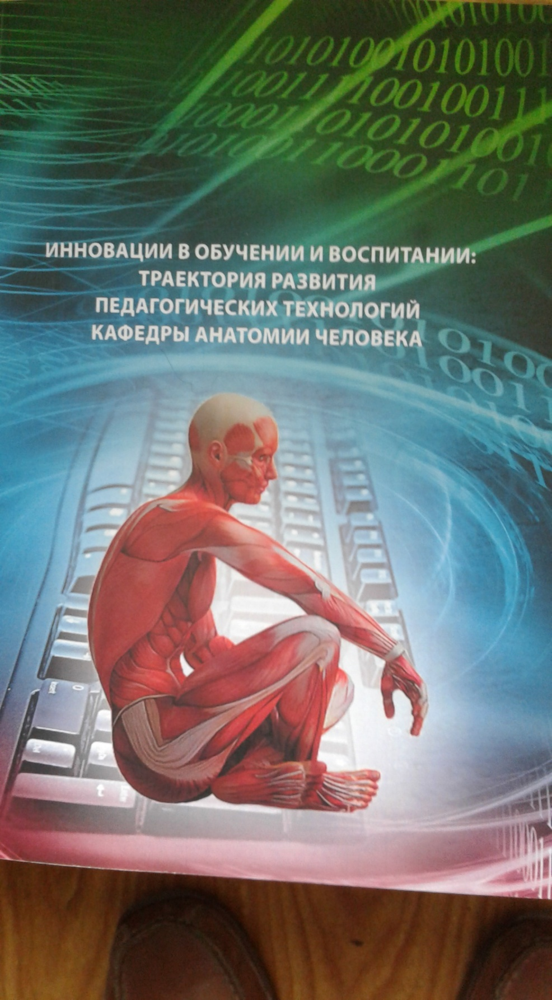 ИННОВАЦИИ В ОБУЧЕНИИ И ВОСПИТАНИИ:
ТРАЕКТОРИЯ РАЗВИТИЯ
ПЕДАГОГИЧЕСКИХ ТЕХНОЛОГИЙ
КАФЕДРЫ АНАТОМИИ ЧЕЛОВЕКА